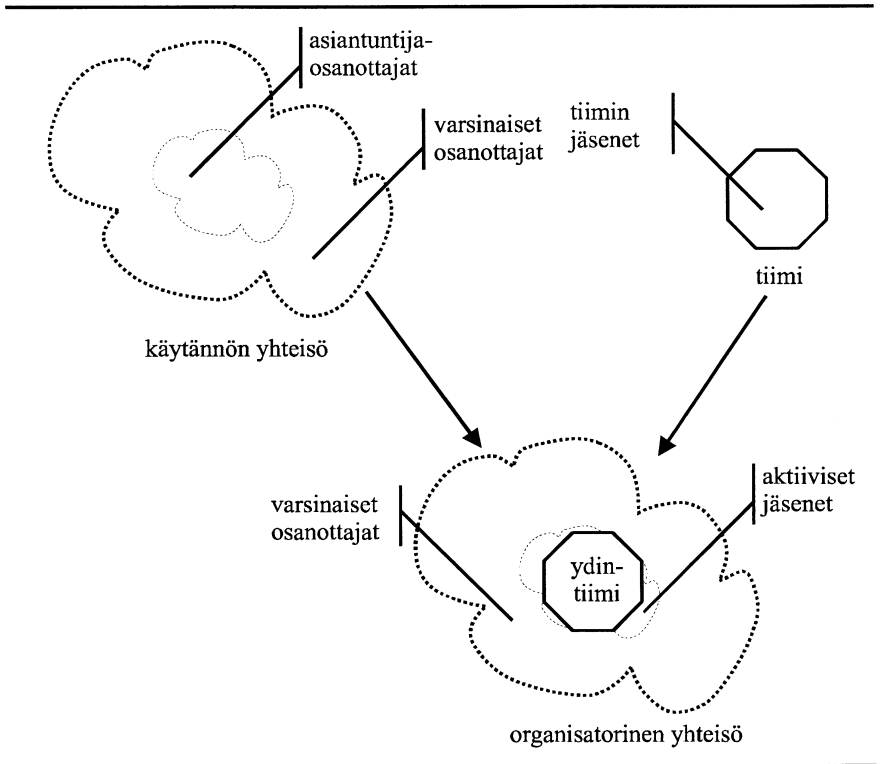 asiantuntija-
osanottajat
varsinaiset
osanottajat
tiimin
jäsenet
tiimi
käytännön yhteisö
varsinaiset
osanottajat
aktiiviset
jäsenet
ydin-
tiimi
organisatorinen yhteisö